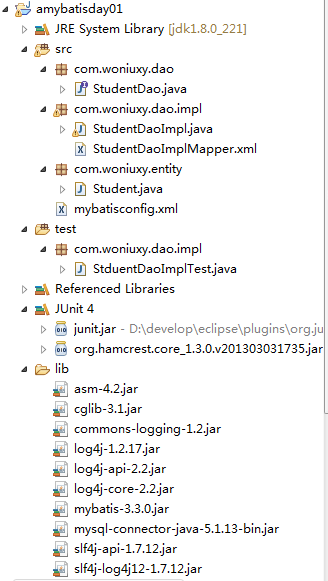 amybatisday01
JRE System Library [jdk1.8.0_221]
src
com.woniuxy.dao
StudentDao.java
com.woniuxy.dao.impl
StudentDaoImpl.java
StudentDaoImplMapper.xml
com.woniuxy.entity
Student.java
mybatisconfig.xml
test
com.woniuxy.dao.impl
StduentDaoImplTest.java
Referenced Libraries
JUnit 4
junit.jar - D:\develop\eclipse\plugins\org.ju
org.hamcrest.core_1.3.0.v201303031735.jar
lib
asm-4.2.jar
cglib-3.1.jar
commons-logging-1.2.jar
log4j-1.2.17.jar
log4j-api-2.2.jar
log4j-core-2.2.jar
mybatis-3.3.0.jar
mysql-connector-java-5.1.13-bin.jar
slf4j-api-1.7.12.jar
slf4j-log4j12-1.7.12.jar